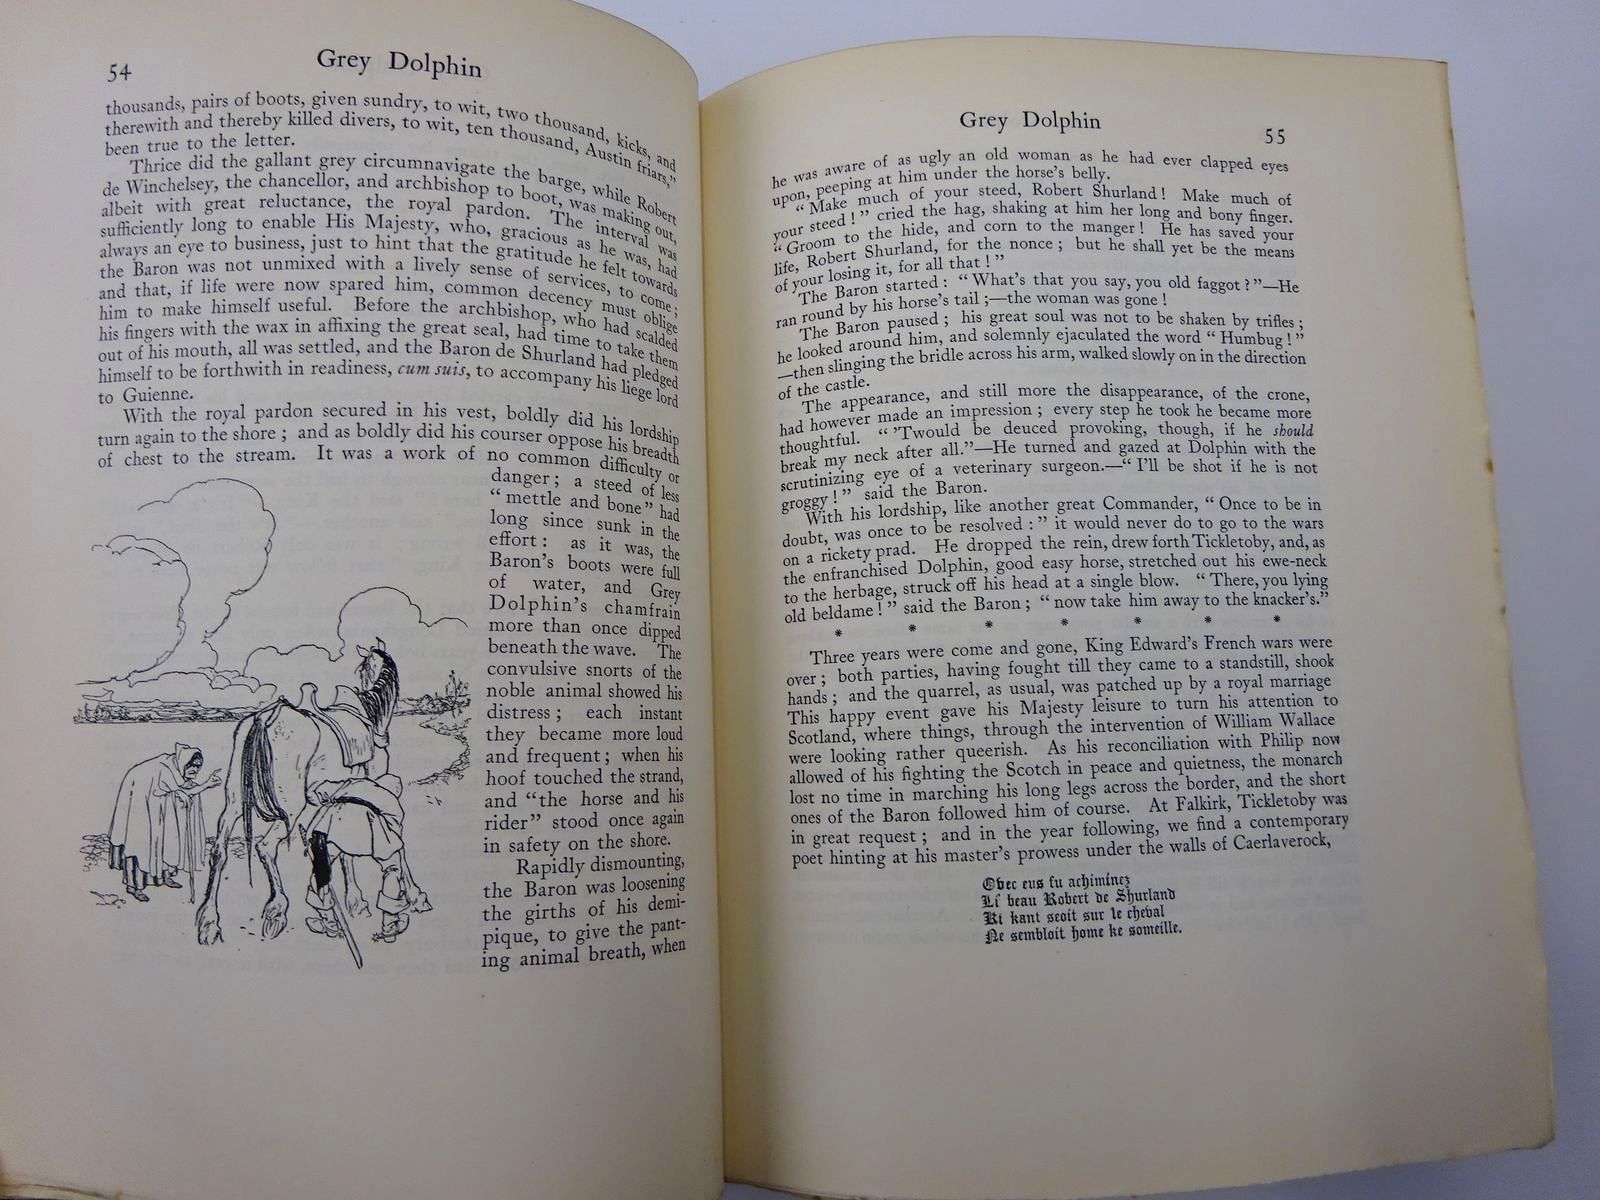 54
Grey Dolphin
thousands, pairs of boots, given sundry, to wit, two thousand, kicks, and
therewith and thereby killed divers, to wit, ten thousand, Austin friars,"
been true to the letter.
Thrice did the gallant grey circumnavigate the barge, while Robert
de Winchelsey, the chancellor, and archbishop to boot, was making out,
albeit with great reluctance, the royal pardon. The interval was
sufficiently long to enable His Majesty, who, gracious as he was, had
always an eye to business, just to hint that the gratitude he felt towards
the Baron was not unmixed with a lively sense of services, to come;
and that, if life were now spared him, common decency must oblige
him to make himself useful. Before the archbishop, who had scalded
his fingers with the wax in affixing the great seal, had time to take them
out of his mouth, all was settled, and the Baron de Shurland had pledged
himself to be forthwith in readiness, cum suis, to accompany his liege lord
to Guienne.
With the royal pardon secured in his vest, boldly did his lordship
turn again to the shore; and as boldly did his courser oppose his breadth
of chest to the stream. It was a work of no common difficulty or
danger; a steed of less
"mettle and bone" had
long since sunk in the
effort: as it was, the
Baron's boots were full
of water, and Grey
Dolphin's chamfrain
more than once dipped
beneath the wave. The
convulsive snorts of the
noble animal showed his
distress; each instant
they became more loud
and frequent; when his
hoof touched the strand,
and "the horse and his
rider" stood once again
in safety on the shore.
Rapidly dismounting,
the Baron was loosening
the girths of his demi-
pique, to give the pant-
ing animal breath, when
Grey Dolphin
55
he was aware of as ugly an old woman as he had ever clapped eyes
upon, peeping at him under the horse's belly.
"Make much of your steed, Robert Shurland! Make much of
your steed!" cried the hag, shaking at him her long and bony finger.
"Groom to the hide, and corn to the manger! He has saved your
life, Robert Shurland, for the nonce; but he shall yet be the means
of your losing it, for all that!"
The Baron started: "What's that you say, you old faggot?"—He
ran round by his horse's tail;—the woman was gone!
The Baron paused; his great soul was not to be shaken by trifles;
he looked around him, and solemnly ejaculated the word "Humbug!"
—then slinging the bridle across his arm, walked slowly on in the direction
of the castle.
The appearance, and still more the disappearance, of the crone,
had however made an impression; every step he took he became more
thoughtful. "'Twould be deuced provoking, though, if he should
break my neck after all."—He turned and gazed at Dolphin with the
scrutinizing eye of a veterinary surgeon.—"I'll be shot if he is not
groggy!" said the Baron.
With his lordship, like another great Commander, "Once to be in
doubt, was once to be resolved:" it would never do to go to the wars
on a rickety prad. He dropped the rein, drew forth Tickletoby, and, as
the enfranchised Dolphin, good easy horse, stretched out his ewe-neck
to the herbage, struck off his head at a single blow. "There, you lying
old beldame!" said the Baron; "now take him away to the knacker's."
* * * * * * *
Three years were come and gone, King Edward's French wars were
over; both parties, having fought till they came to a standstill, shook
hands; and the quarrel, as usual, was patched up by a royal marriage
This happy event gave his Majesty leisure to turn his attention to
Scotland, where things, through the intervention of William Wallace
were looking rather queerish. As his reconciliation with Philip now
allowed of his fighting the Scotch in peace and quietness, the monarch
lost no time in marching his long legs across the border, and the short
ones of the Baron followed him of course. At Falkirk, Tickletoby was
in great request; and in the year following, we find a contemporary
poet hinting at his master's prowess under the walls of Caerlaverock,
Obec eus fu achiminez
Li beau Robert de Shurland
Ki kant seoit sur le cheval
Ne sembloit home ke someille.